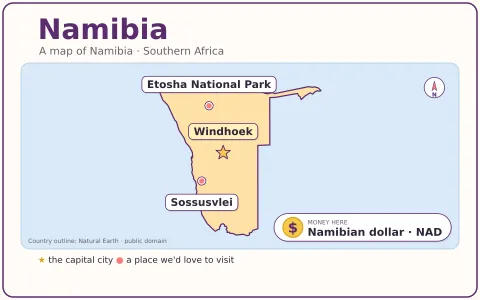 Namibia
A map of Namibia · Southern Africa
Etosha National Park
N
Windhoek
Sossusvlei
MONEY HERE
$ Namibian dollar · NAD
Country outline: Natural Earth · public domain
★ the capital city ● a place we'd love to visit